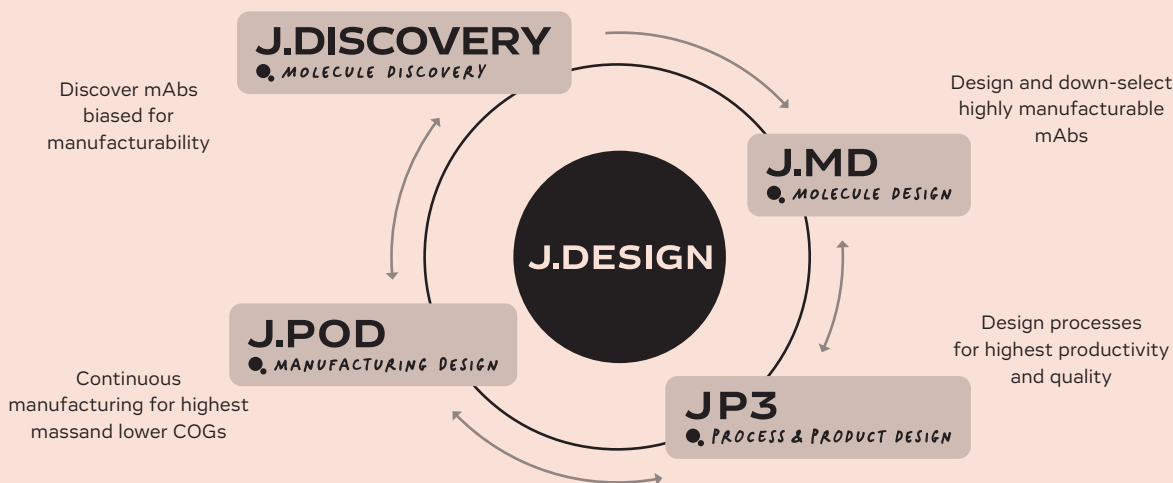 J.DISCOVERY
MOLECULE DISCOVERY
Discover mAbs
biased for
manufacturability
Design and down-select
highly manufacturable
mAbs
J.MD
MOLECULE DESIGN
J.DESIGN
J.POD
MANUFACTURING DESIGN
Design processes
for highest productivity
and quality
Continuous
manufacturing for highest
massand lower COGs
JP3
PROCESS & PRODUCT DESIGN